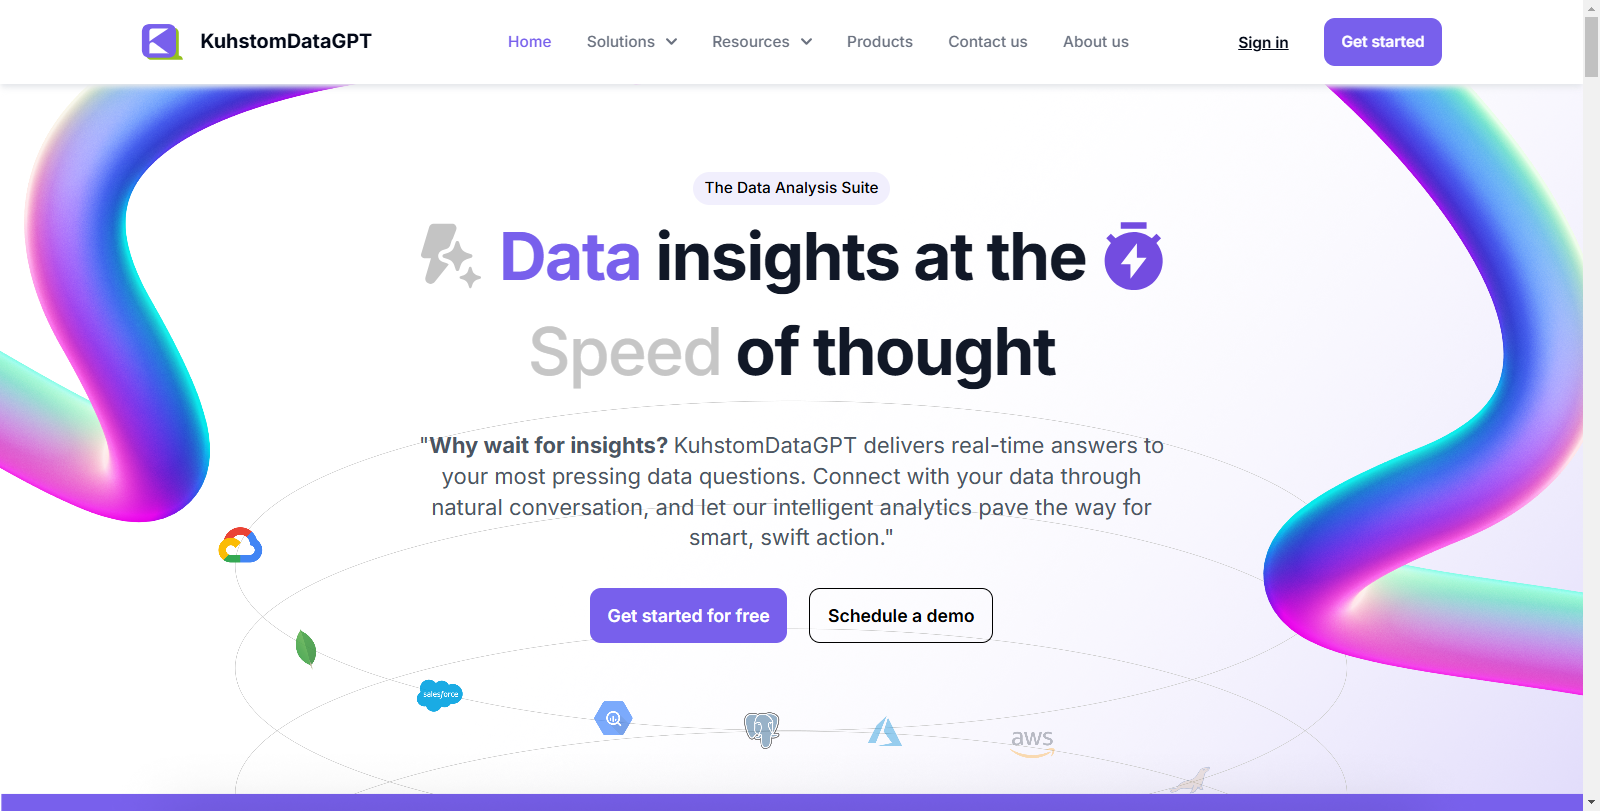 KuhstomDataGPT
Home Solutions Resources Products Contact us About us Sign in Get started
The Data Analysis Suite
Data insights at the
Speed of thought
"Why wait for insights? KuhstomDataGPT delivers real-time answers to
your most pressing data questions. Connect with your data through
natural conversation, and let our intelligent analytics pave the way for
smart, swift action."
Get started for free Schedule a demo
salesforce
aws